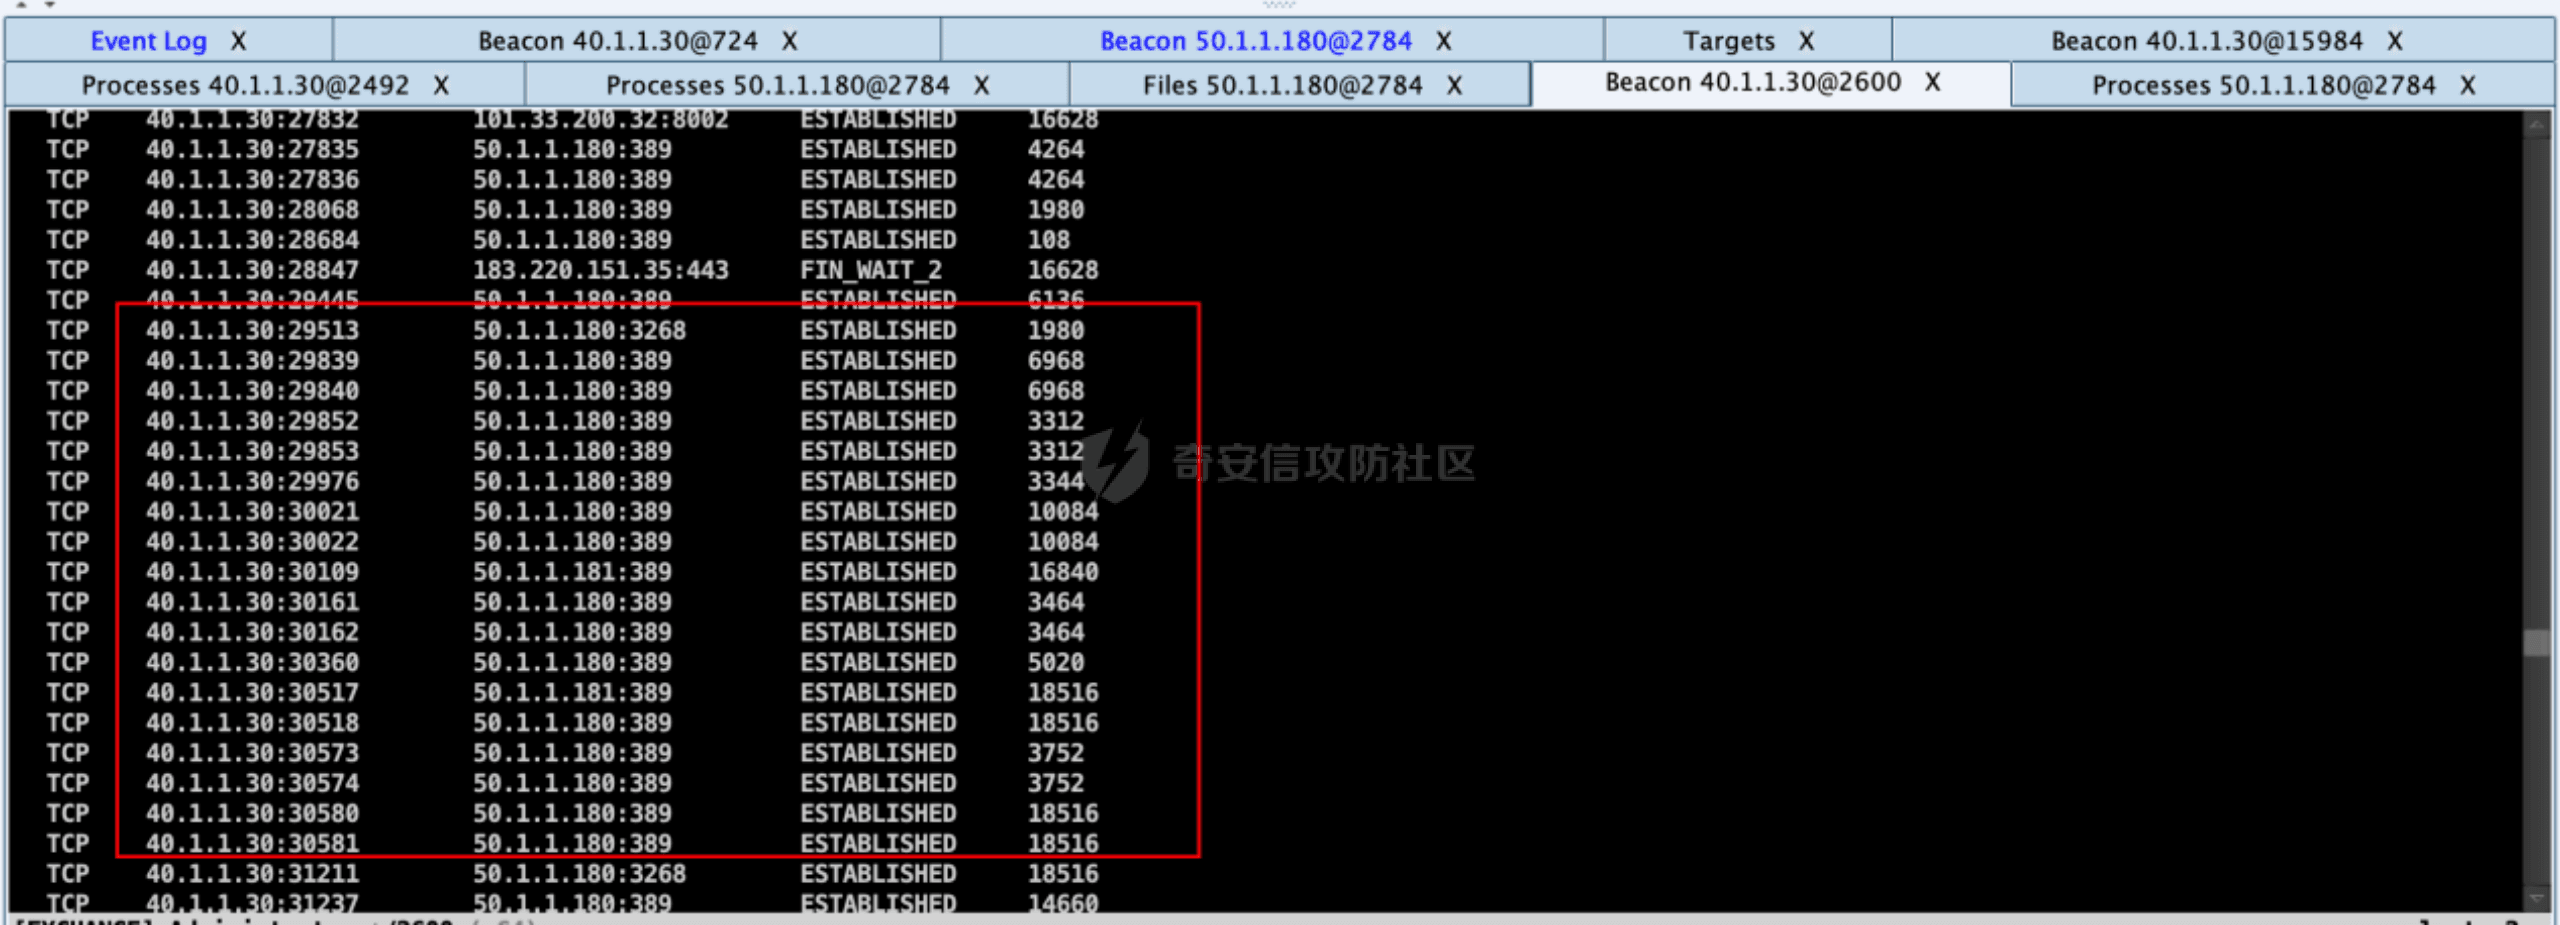 Event Log X Beacon 40.1.1.30@724 X Beacon 50.1.1.180@2784 X Targets X Beacon 40.1.1.30@15984 X
Processes 40.1.1.30@2492 X Processes 50.1.1.180@2784 X Files 50.1.1.180@2784 X Beacon 40.1.1.30@2600 X Processes 50.1.1.180@2784 X
TCP 40.1.1.30:27832 101.33.200.32:8002 ESTABLISHED 16628
TCP 40.1.1.30:27835 50.1.1.180:389 ESTABLISHED 4264
TCP 40.1.1.30:27836 50.1.1.180:389 ESTABLISHED 4264
TCP 40.1.1.30:28068 50.1.1.180:389 ESTABLISHED 1980
TCP 40.1.1.30:28684 50.1.1.180:389 ESTABLISHED 108
TCP 40.1.1.30:28847 183.220.151.35:443 FIN_WAIT_2 16628
TCP 40.1.1.30:29445 50.1.1.180:389 ESTABLISHED 6136
TCP 40.1.1.30:29513 50.1.1.180:3268 ESTABLISHED 1980
TCP 40.1.1.30:29839 50.1.1.180:389 ESTABLISHED 6968
TCP 40.1.1.30:29840 50.1.1.180:389 ESTABLISHED 6968
TCP 40.1.1.30:29852 50.1.1.180:389 ESTABLISHED 3312
TCP 40.1.1.30:29853 50.1.1.180:389 ESTABLISHED 3312
奇安信攻防社区
TCP 40.1.1.30:29976 50.1.1.180:389 ESTABLISHED 3344
TCP 40.1.1.30:30021 50.1.1.180:389 ESTABLISHED 10084
TCP 40.1.1.30:30022 50.1.1.180:389 ESTABLISHED 10084
TCP 40.1.1.30:30109 50.1.1.181:389 ESTABLISHED 16840
TCP 40.1.1.30:30161 50.1.1.180:389 ESTABLISHED 3464
TCP 40.1.1.30:30162 50.1.1.180:389 ESTABLISHED 3464
TCP 40.1.1.30:30360 50.1.1.180:389 ESTABLISHED 5020
TCP 40.1.1.30:30517 50.1.1.181:389 ESTABLISHED 18516
TCP 40.1.1.30:30518 50.1.1.180:389 ESTABLISHED 18516
TCP 40.1.1.30:30573 50.1.1.180:389 ESTABLISHED 3752
TCP 40.1.1.30:30574 50.1.1.180:389 ESTABLISHED 3752
TCP 40.1.1.30:30580 50.1.1.180:389 ESTABLISHED 18516
TCP 40.1.1.30:30581 50.1.1.180:389 ESTABLISHED 18516
TCP 40.1.1.30:31211 50.1.1.180:3268 ESTABLISHED 18516
TCP 40.1.1.30:31237 50.1.1.180:389 ESTABLISHED 14660